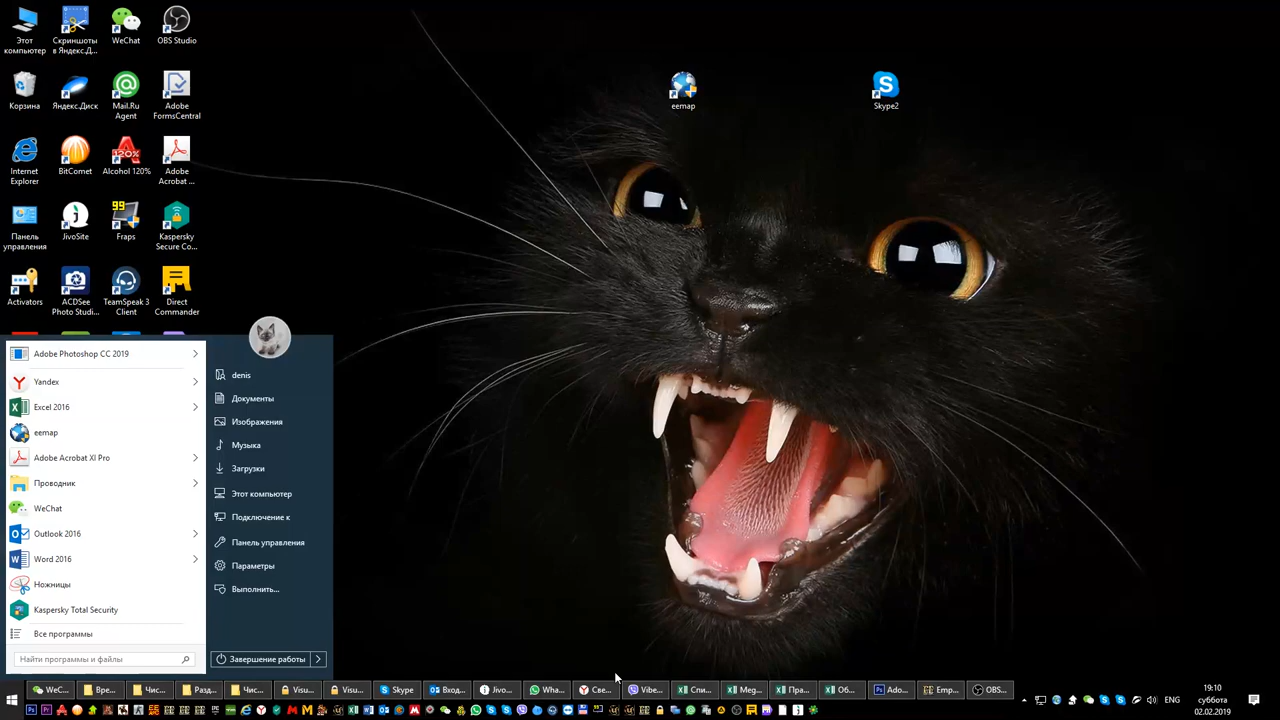 Этот компьютер
Скриншоты в Яндекс.Д...
WeChat
OBS Studio
Корзина
Яндекс.Диск
Mail.Ru Agent
Adobe FormsCentral
Internet Explorer
BitComet
Alcohol 120%
Adobe Acrobat ...
Панель управления
JivoSite
Fraps
Kaspersky Secure Co...
Activators
ACDSee Photo Studi...
TeamSpeak 3 Client
Direct Commander
eemap
Skype2
Adobe Photoshop CC 2019
Yandex
Excel 2016
eemap
Adobe Acrobat XI Pro
Проводник
WeChat
Outlook 2016
Word 2016
Ножницы
Kaspersky Total Security
Все программы
Найти программы и файлы
denis
Документы
Изображения
Музыка
Загрузки
Этот компьютер
Подключение к
Панель управления
Параметры
Выполнить...
Завершение работы
WeC...
Вре...
Чис...
Разд...
Чис...
Visu...
Visu...
Skype
Вход...
Jivo...
Wha...
Све...
Vibe...
Спи...
Meg...
Пра...
Об...
Ado...
Emp...
OBS...
ENG
19:10
суббота
02.02.2019